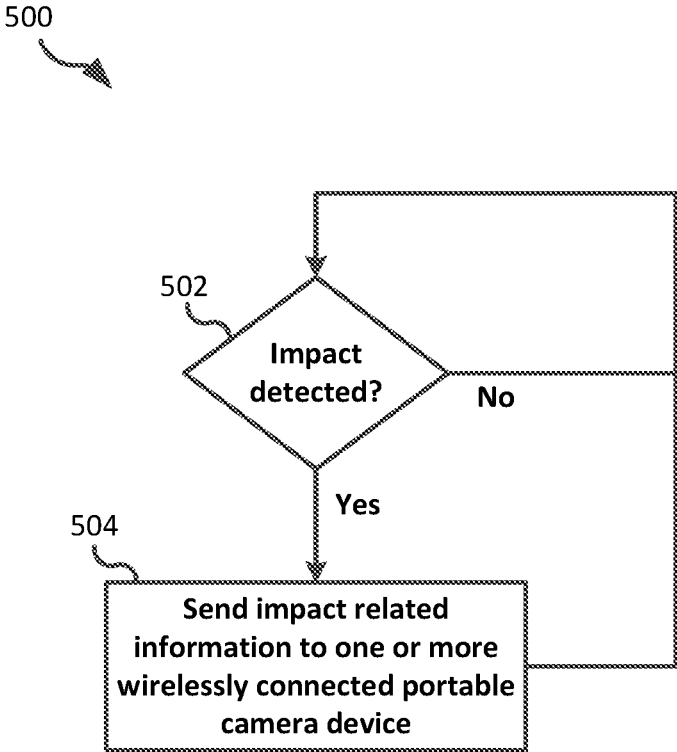 500
502
Impact
detected?
No
Yes
504
Send impact related
information to one or more
wirelessly connected portable
camera device